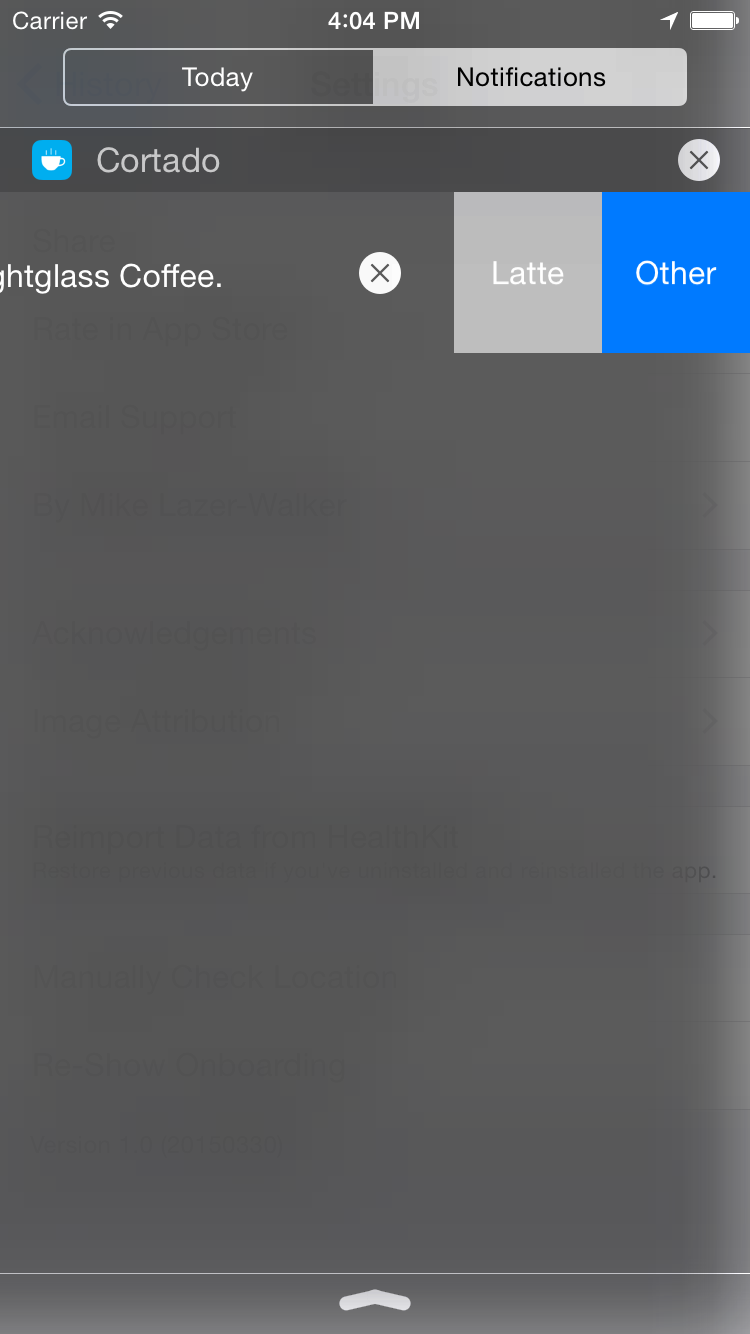 Carrier 4:04 PM
History Settings
Today Notifications
Cortado
Share
ghtglass Coffee. Latte Other
Rate in App Store
Email Support
By Mike Lazer-Walker
Acknowledgements
Image Attribution
Reimport Data from HealthKit
Restore previous data if you've uninstalled and reinstalled the app.
Manually Check Location
Re-Show Onboarding
Version 1.0 (20150330)